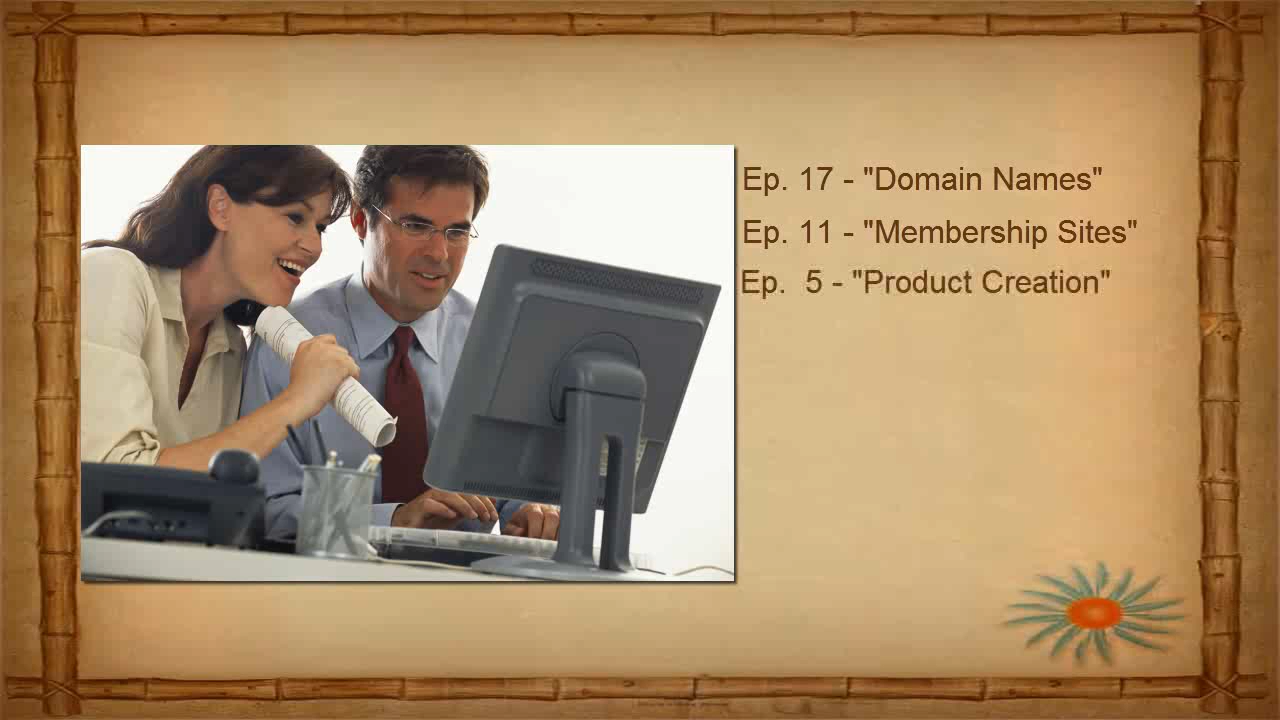 Ep. 17 - "Domain Names"
Ep. 11 - "Membership Sites"
Ep.  5 - "Product Creation"